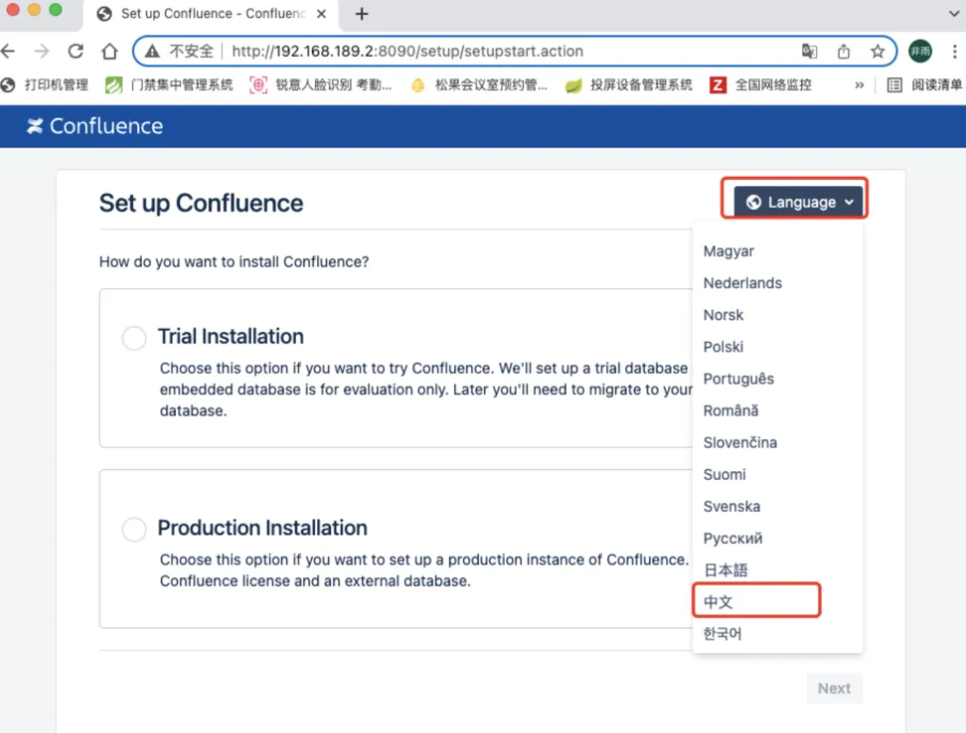 Set up Confluence - Confluenc
不安全 http://192.168.189.2:8090/setup/setupstart.action 非雨
打印机管理 门禁集中管理系统 锐意人脸识别 考勤... 松果会议室预约管... 投屏设备管理系统 Z 全国网络监控 » 阅读清单
Confluence
Set up Confluence
Language
How do you want to install Confluence?
Trial Installation
Choose this option if you want to try Confluence. We'll set up a trial database
embedded database is for evaluation only. Later you'll need to migrate to your
database.
Production Installation
Choose this option if you want to set up a production instance of Confluence.
Confluence license and an external database.
Magyar
Nederlands
Norsk
Polski
Português
Română
Slovenčina
Suomi
Svenska
Русский
日本語
中文
한국어
Next